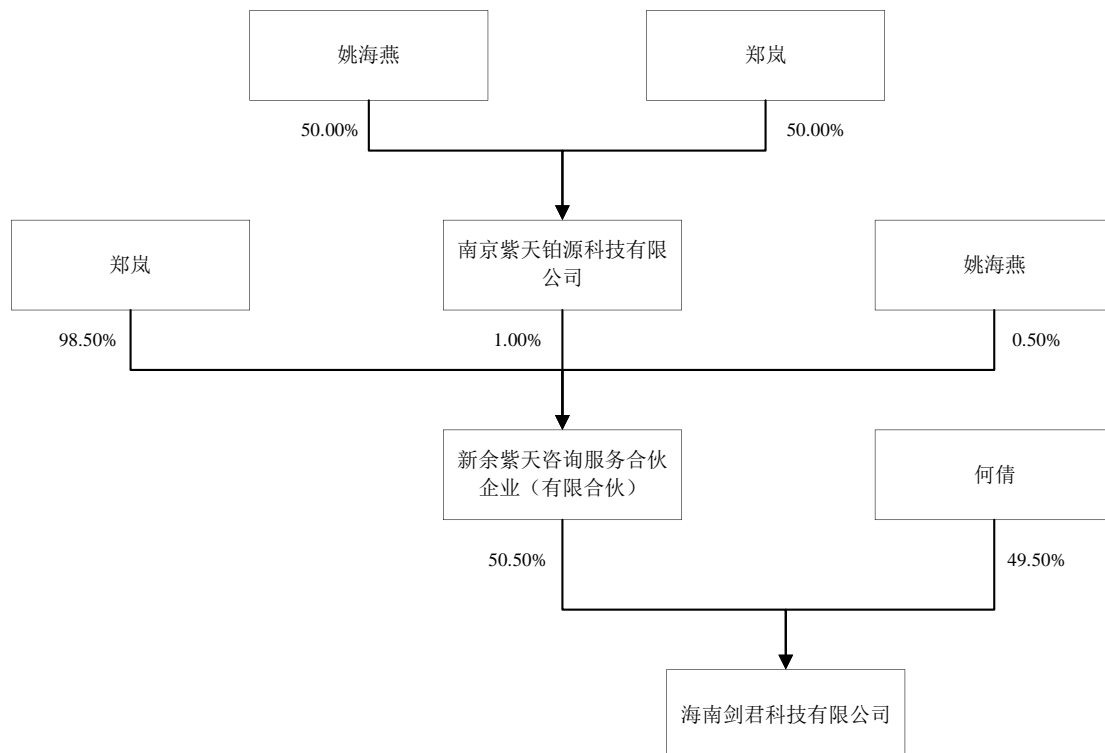 姚海燕
郑岚
50.00%
50.00%
郑岚
南京紫天铂源科技有限
公司
姚海燕
98.50%
1.00%
0.50%
新余紫天咨询服务合伙
企业（有限合伙）
何倩
50.50%
49.50%
海南剑君科技有限公司